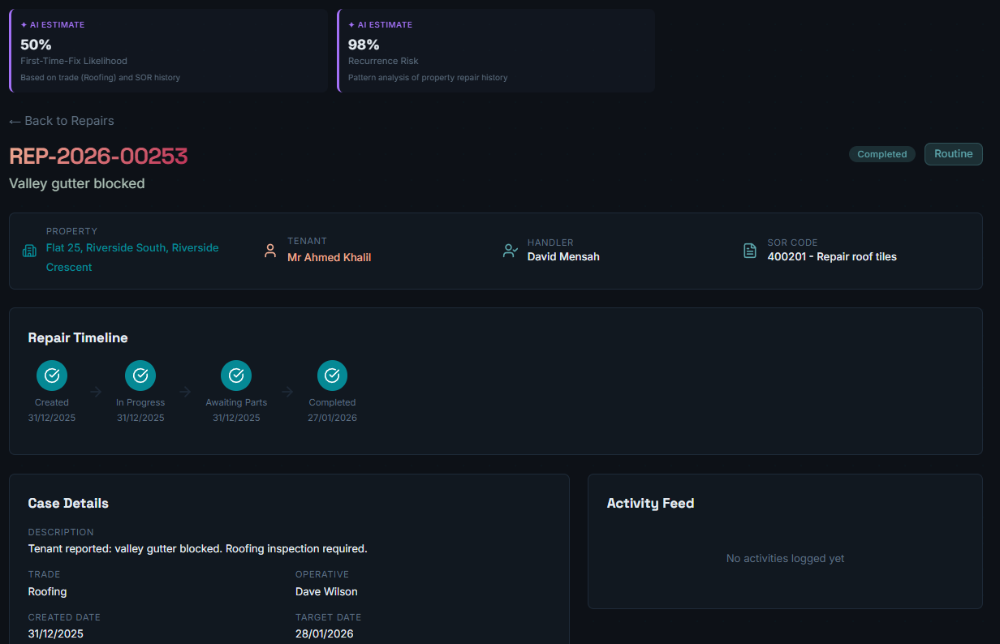 ✦ AI ESTIMATE
50%
First-Time-Fix Likelihood
Based on trade (Roofing) and SOR history
✦ AI ESTIMATE
98%
Recurrence Risk
Pattern analysis of property repair history
← Back to Repairs
REP-2026-00253
Completed
Routine
Valley gutter blocked
PROPERTY
Flat 25, Riverside South, Riverside
Crescent
TENANT
Mr Ahmed Khalil
HANDLER
David Mensah
SOR CODE
400201 - Repair roof tiles
Repair Timeline
Created
31/12/2025
In Progress
31/12/2025
Awaiting Parts
31/12/2025
Completed
27/01/2026
Case Details
DESCRIPTION
Tenant reported: valley gutter blocked. Roofing inspection required.
TRADE
Roofing
OPERATIVE
Dave Wilson
CREATED DATE
31/12/2025
TARGET DATE
28/01/2026
Activity Feed
No activities logged yet